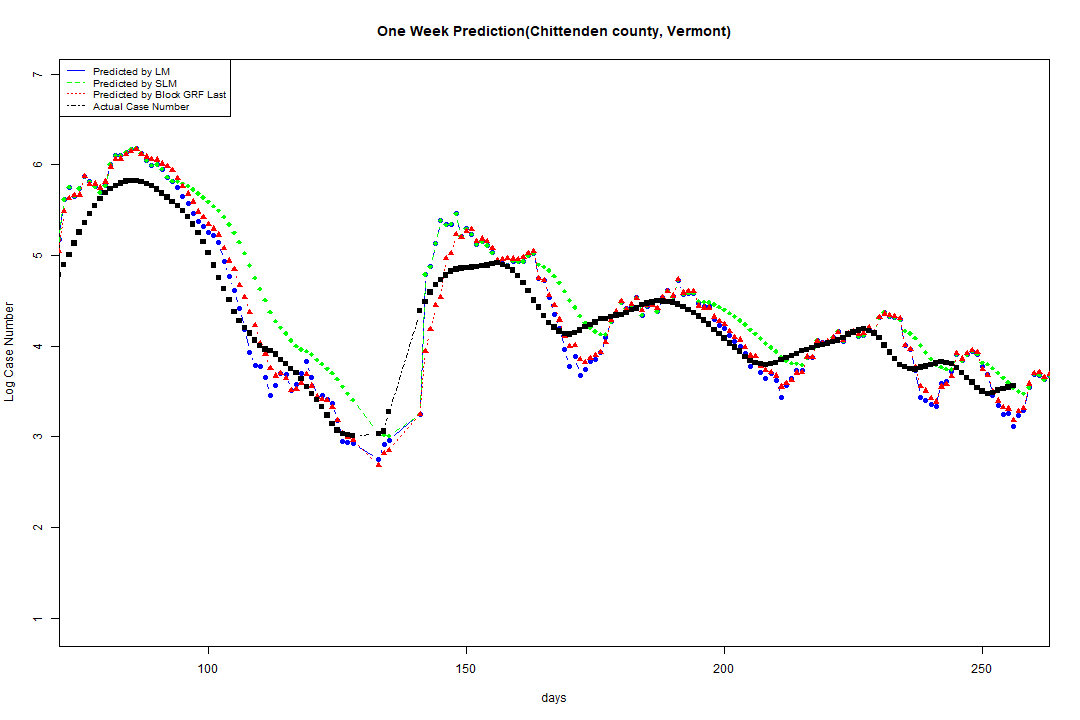 One Week Prediction(Chittenden county, Vermont)
Predicted by LM
Predicted by SLM
Predicted by Block GRF Last
Actual Case Number
Log Case Number
7
6
5
4
3
2
1
100 150 200 250
days